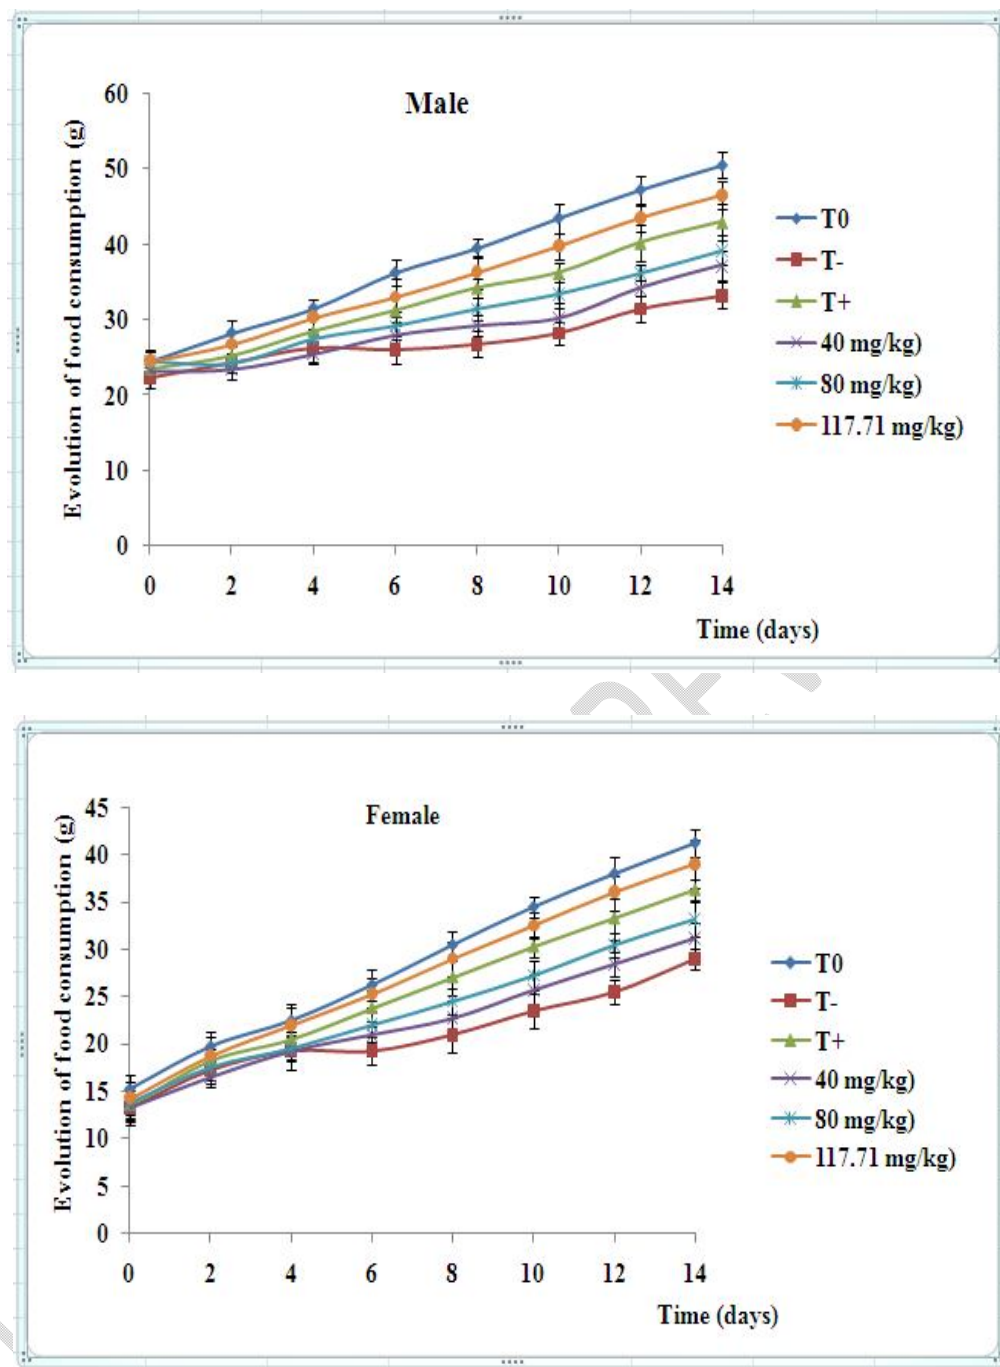 Male
Evolution of food consumption (g)
60
50
40
30
20
10
0
0 2 4 6 8 10 12 14
Time (days)
T0
T-
T+
40 mg/kg)
80 mg/kg)
117.71 mg/kg)
Female
Evolution of food consumption (g)
45
40
35
30
25
20
15
10
5
0
0 2 4 6 8 10 12 14
Time (days)
T0
T-
T+
40 mg/kg)
80 mg/kg)
117.71 mg/kg)